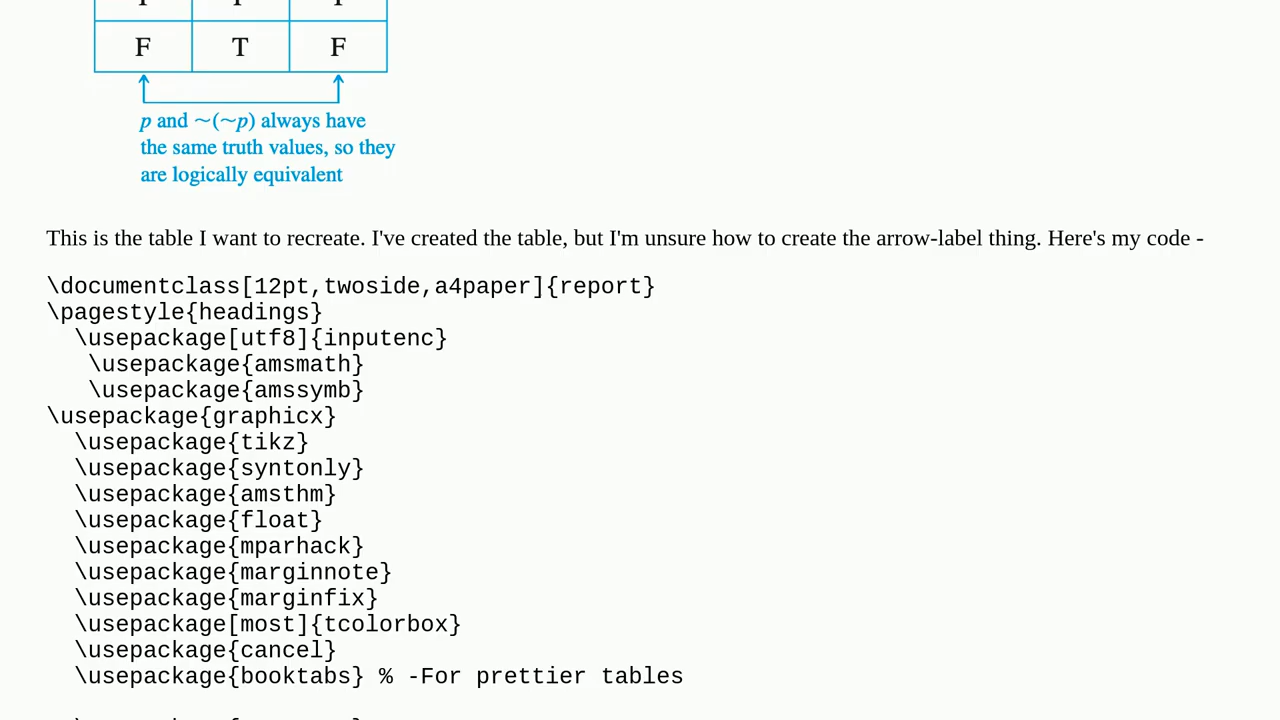 F T F
p and ~(~p) always have
the same truth values, so they
are logically equivalent
This is the table I want to recreate. I've created the table, but I'm unsure how to create the arrow-label thing. Here's my code -
\documentclass[12pt,twoside,a4paper]{report}
\pagestyle{headings}
\usepackage[utf8]{inputenc}
\usepackage{amsmath}
\usepackage{amssymb}
\usepackage{graphicx}
\usepackage{tikz}
\usepackage{syntonly}
\usepackage{amsthm}
\usepackage{float}
\usepackage{mparhack}
\usepackage{marginnote}
\usepackage{marginfix}
\usepackage[most]{tcolorbox}
\usepackage{cancel}
\usepackage{booktabs} % -For prettier tables